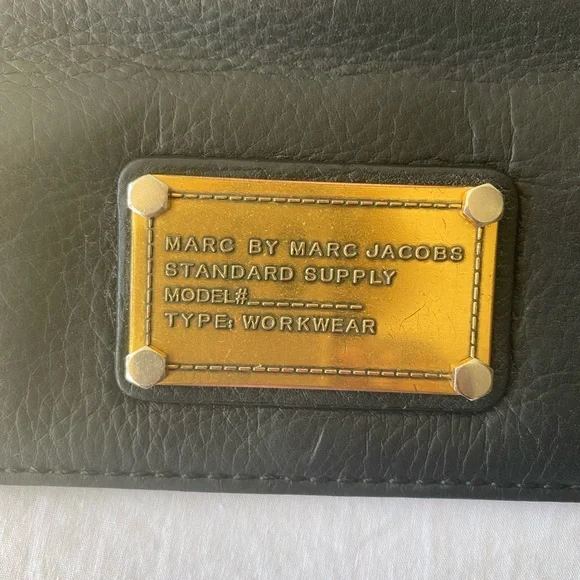 MARC BY MARC JACOBS
STANDARD SUPPLY
MODEL#_________
TYPE: WORKWEAR